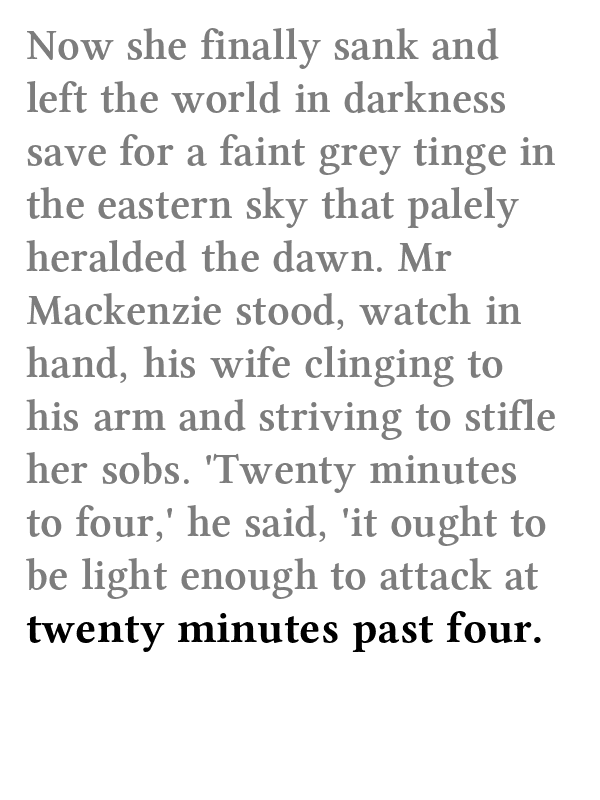 Now she finally sank and
left the world in darkness
save for a faint grey tinge in
the eastern sky that palely
heralded the dawn. Mr
Mackenzie stood, watch in
hand, his wife clinging to
his arm and striving to stifle
her sobs. 'Twenty minutes
to four,' he said, 'it ought to
be light enough to attack at
twenty minutes past four.